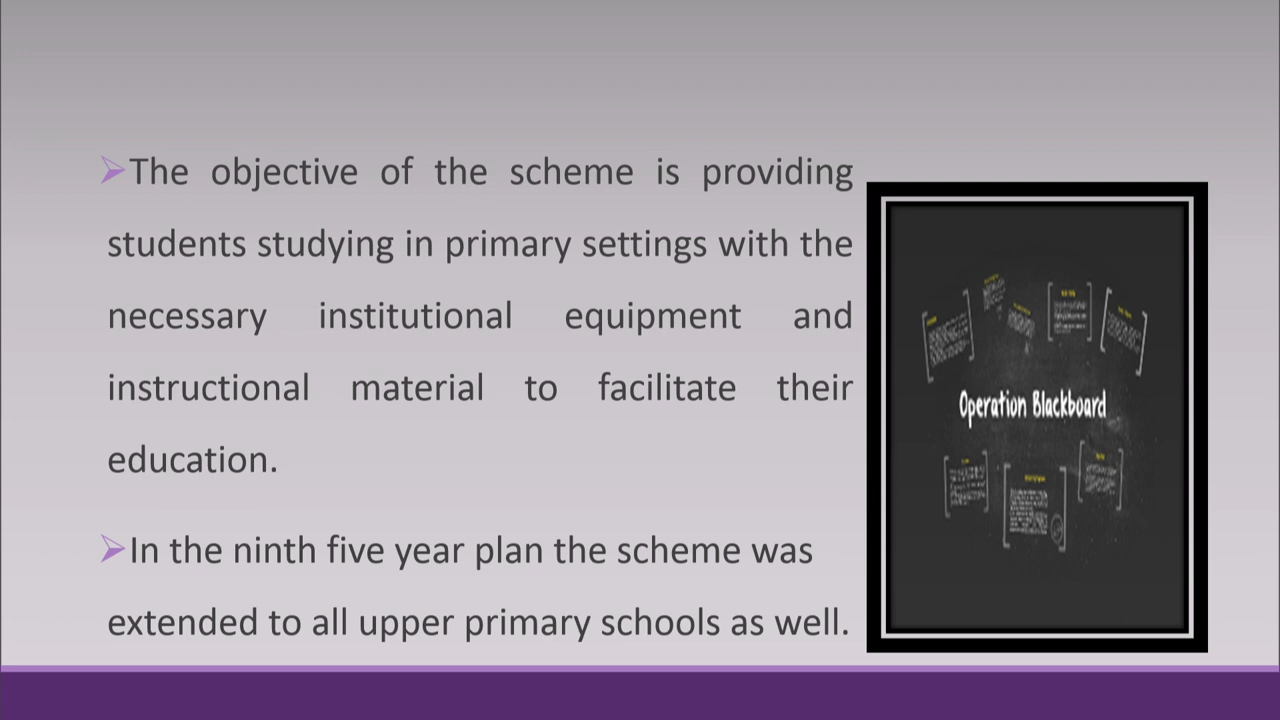 The objective of the scheme is providing
students studying in primary settings with the
necessary institutional equipment and
instructional material to facilitate their
education.
In the ninth five year plan the scheme was
extended to all upper primary schools as well.
Operation Blackboard